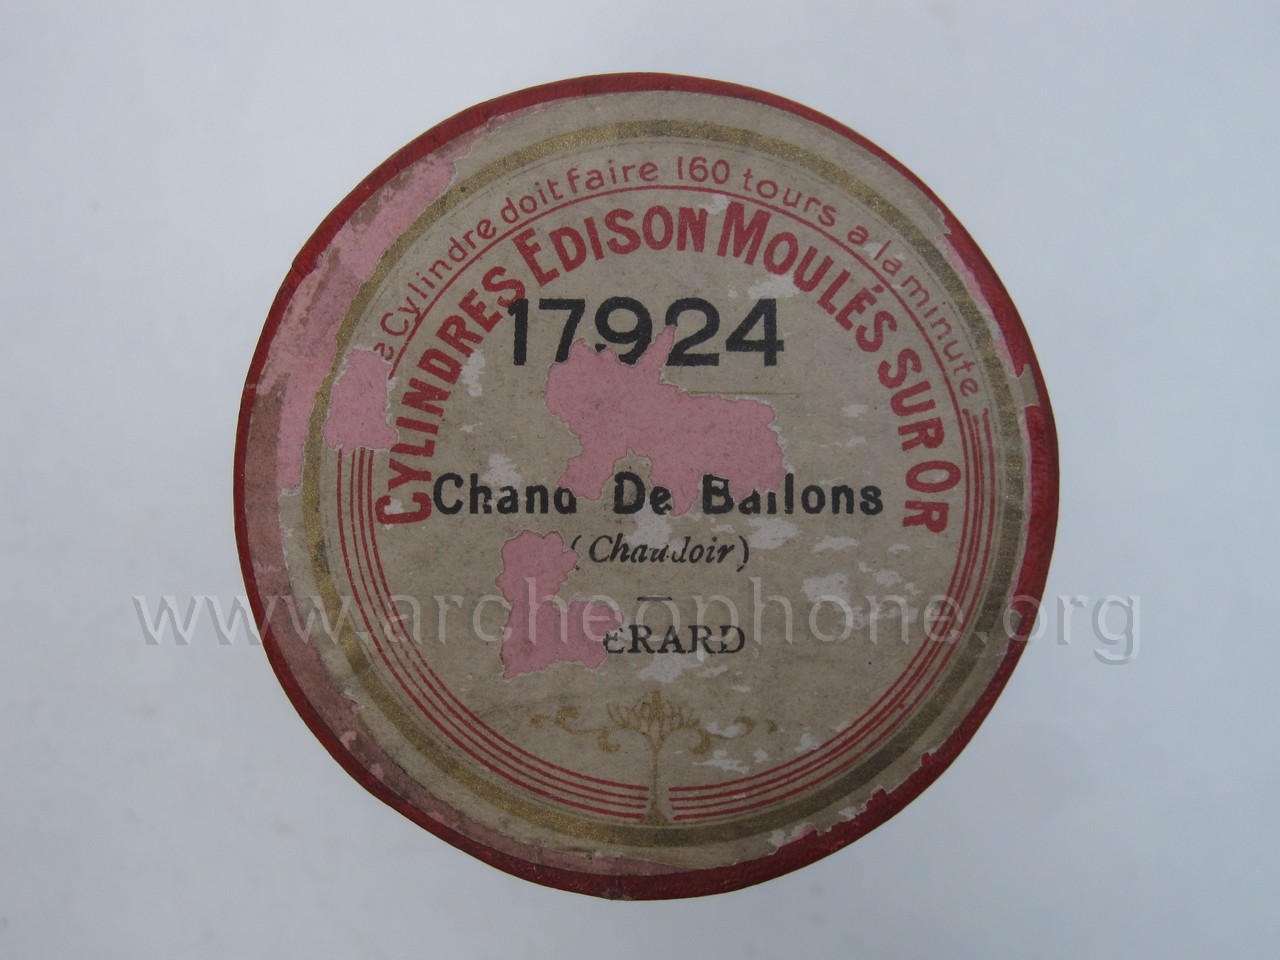 Cylindre doit faire 160 tours a la minute
CYLINDRES EDISON MOULÉS SUR OR
17924
Chand De Ballons
(Chaudoir)
ERARD
www.archeophone.org